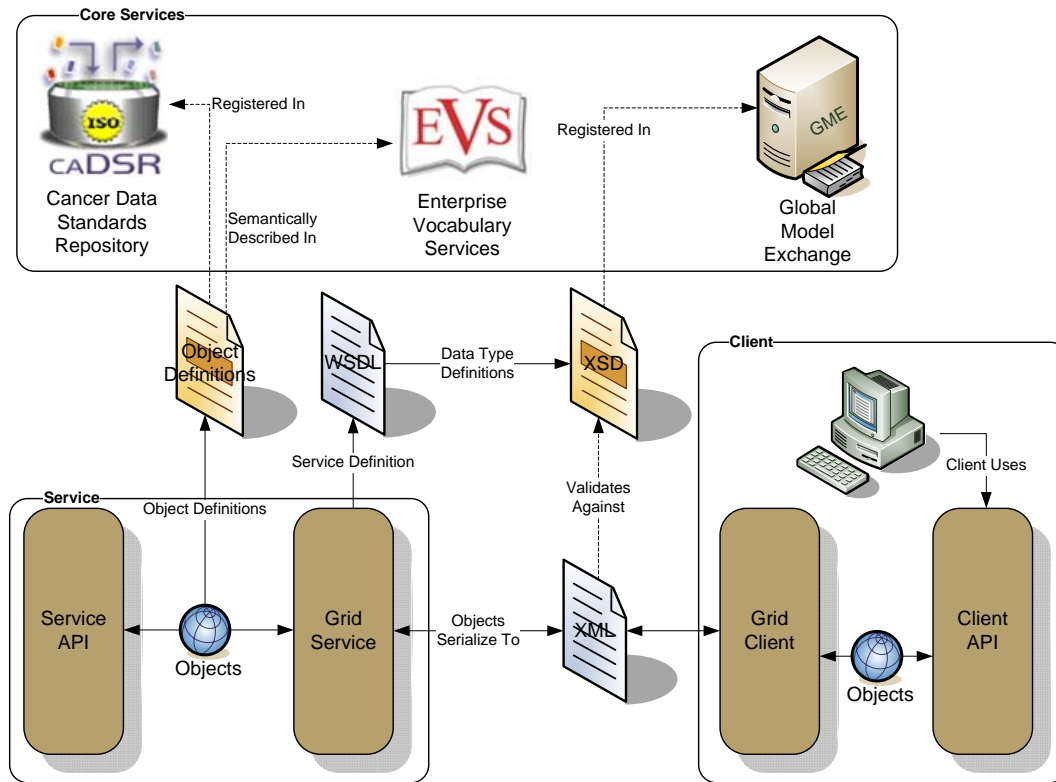 Core Services
ISO
caDSR
Cancer Data
Standards
Repository
Registered In
Semantically
Described In
EVS
Enterprise
Vocabulary
Services
Registered In
GME
Global
Model
Exchange
Object
Definitions
WSDL
Data Type
Definitions
XSD
Client
Service Definition
Client Uses
Validates
Against
Service
Object Definitions
Service
API
Objects
Grid
Service
Objects
Serialize To
XML
Grid
Client
Objects
Client
API